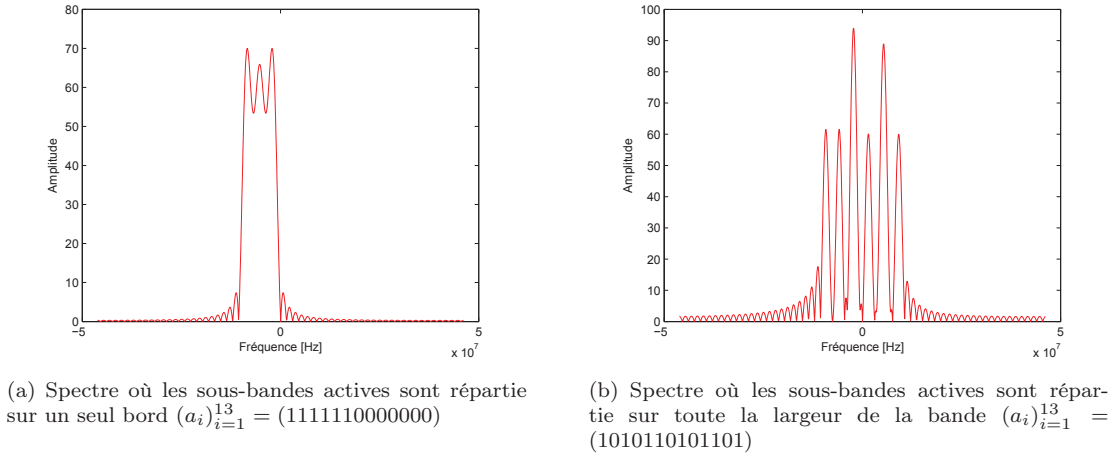 80
70
60
50
40
30
20
10
0
Amplitude
−5
0
5
Fréquence [Hz]
x 10^7
100
90
80
70
60
50
40
30
20
10
0
Amplitude
−5
0
5
Fréquence [Hz]
x 10^7
(a) Spectre où les sous-bandes actives sont répartie
sur un seul bord (a_i)_{i=1}^{13} = (1111110000000)
(b) Spectre où les sous-bandes actives sont répar-
tie sur toute la largeur de la bande (a_i)_{i=1}^{13} =
(1010110101101)